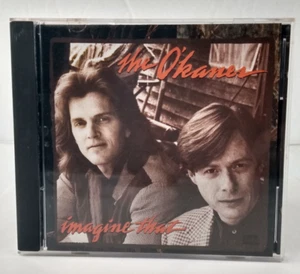 The O'Kanes
imagine that